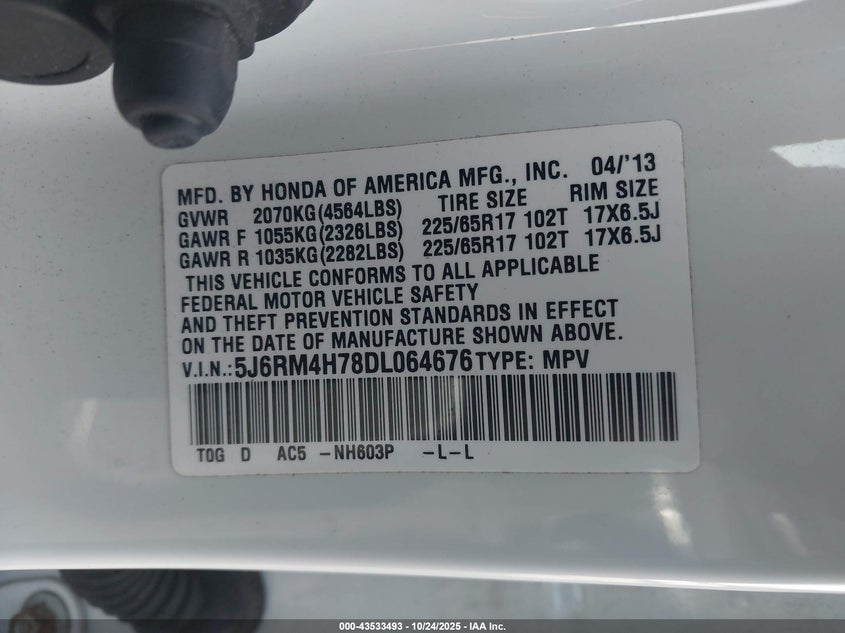 MFD. BY HONDA OF AMERICA MFG., INC. 04/'13
GVWR 2070KG(4564LBS) TIRE SIZE RIM SIZE
GAWR F 1055KG(2326LBS) 225/65R17 102T 17X6.5J
GAWR R 1035KG(2282LBS) 225/65R17 102T 17X6.5J
THIS VEHICLE CONFORMS TO ALL APPLICABLE
FEDERAL MOTOR VEHICLE SAFETY
AND THEFT PREVENTION STANDARDS IN EFFECT
ON THE DATE OF MANUFACTURE SHOWN ABOVE.
V.I.N.:5J6RM4H78DL064676 TYPE: MPV
T0G D AC5 -NH603P -L-L
000-43533493 - 10/24/2025 - IAA Inc.